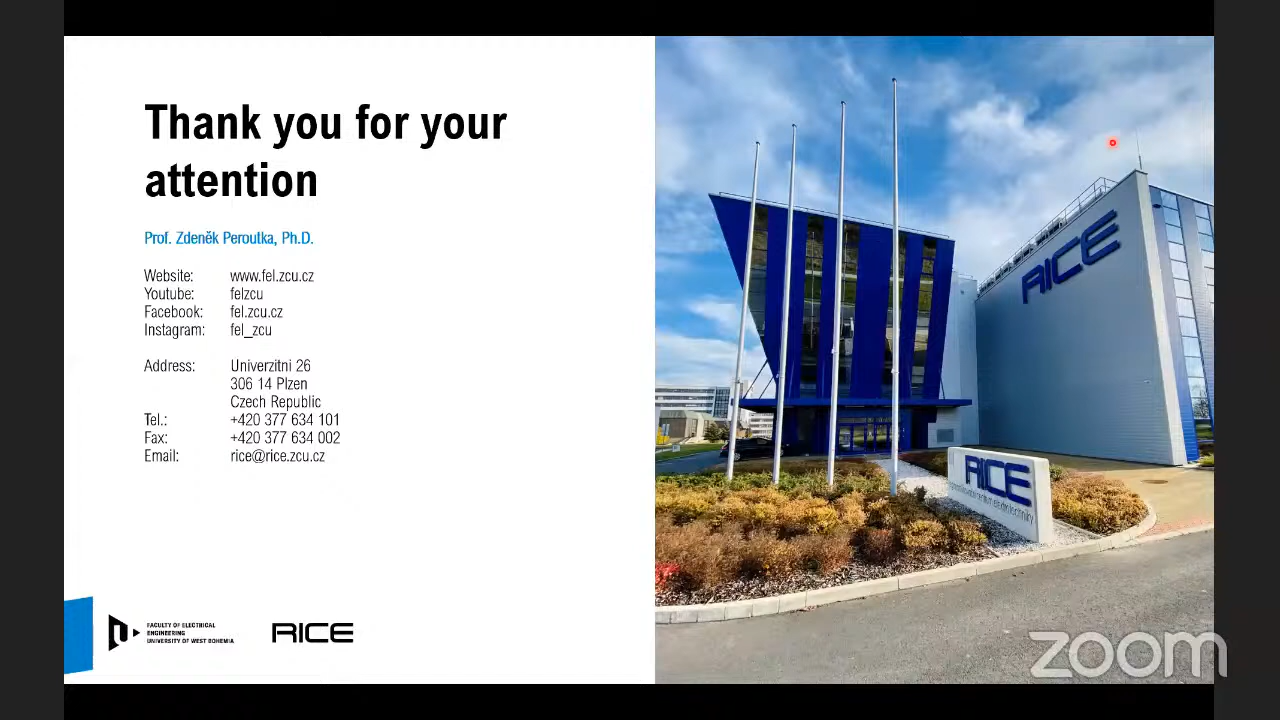 Thank you for your
attention
Prof. Zdeněk Peroutka, Ph.D.
Website: www.fel.zcu.cz
Youtube: felzcu
Facebook: fel.zcu.cz
Instagram: fel_zcu
Address: Univerzitni 26
306 14 Plzen
Czech Republic
Tel.: +420 377 634 101
Fax: +420 377 634 002
Email: rice@rice.zcu.cz
FACULTY OF ELECTRICAL
ENGINEERING
UNIVERSITY OF WEST BOHEMIA
RICE
RICE
RICE
zoom